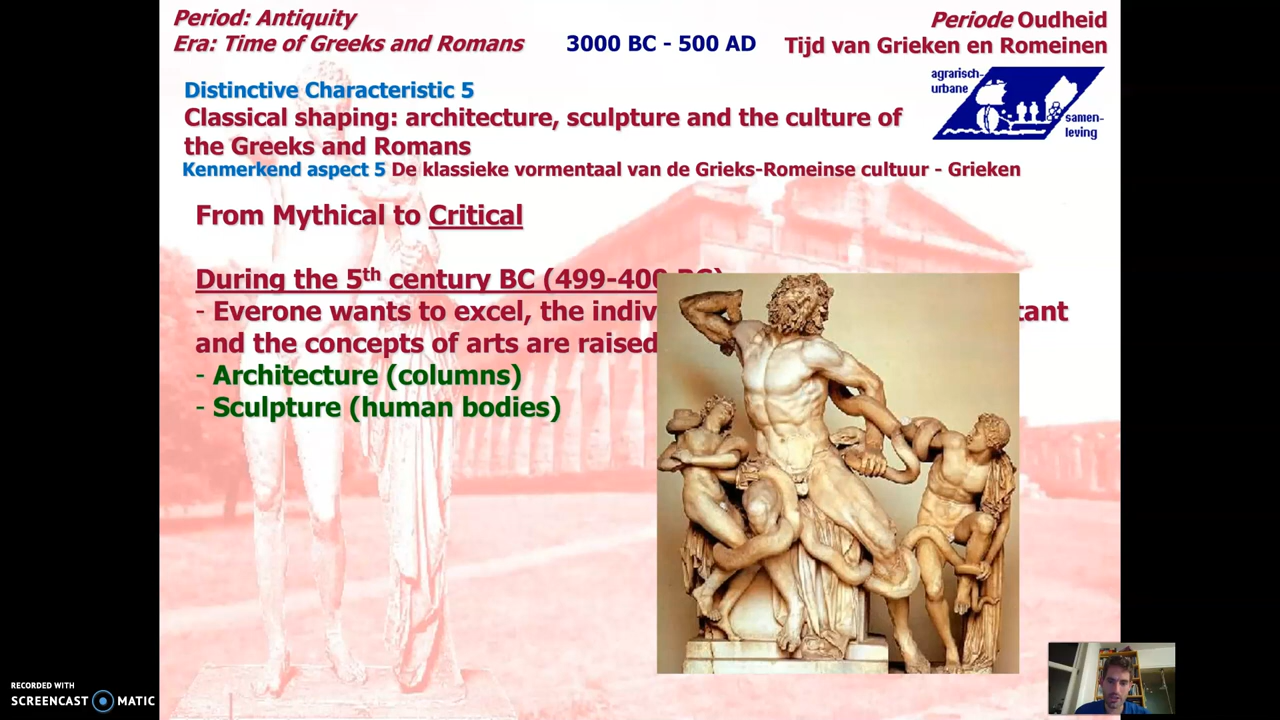 Period: Antiquity
Era: Time of Greeks and Romans
3000 BC - 500 AD
Periode Oudheid
Tijd van Grieken en Romeinen
agrarisch-
urbane
samen-
leving
Distinctive Characteristic 5
Classical shaping: architecture, sculpture and the culture of
the Greeks and Romans
Kenmerkend aspect 5 De klassieke vormentaal van de Grieks-Romeinse cultuur - Grieken
From Mythical to Critical
During the 5th century BC (499-400 BC)
- Everone wants to excel, the
and the concepts of arts are raised
- Architecture (columns)
- Sculpture (human bodies)
RECORDED WITH
SCREENCAST MATIC